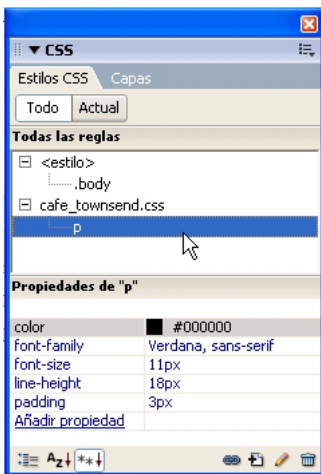 CSS
Estilos CSS Capas
Todo Actual
Todas las reglas
<estilo>
.body
cafe_townsend.css
p
Propiedades de "p"
color #000000
font-family Verdana, sans-serif
font-size 11px
line-height 18px
padding 3px
Añadir propiedad
AZ **